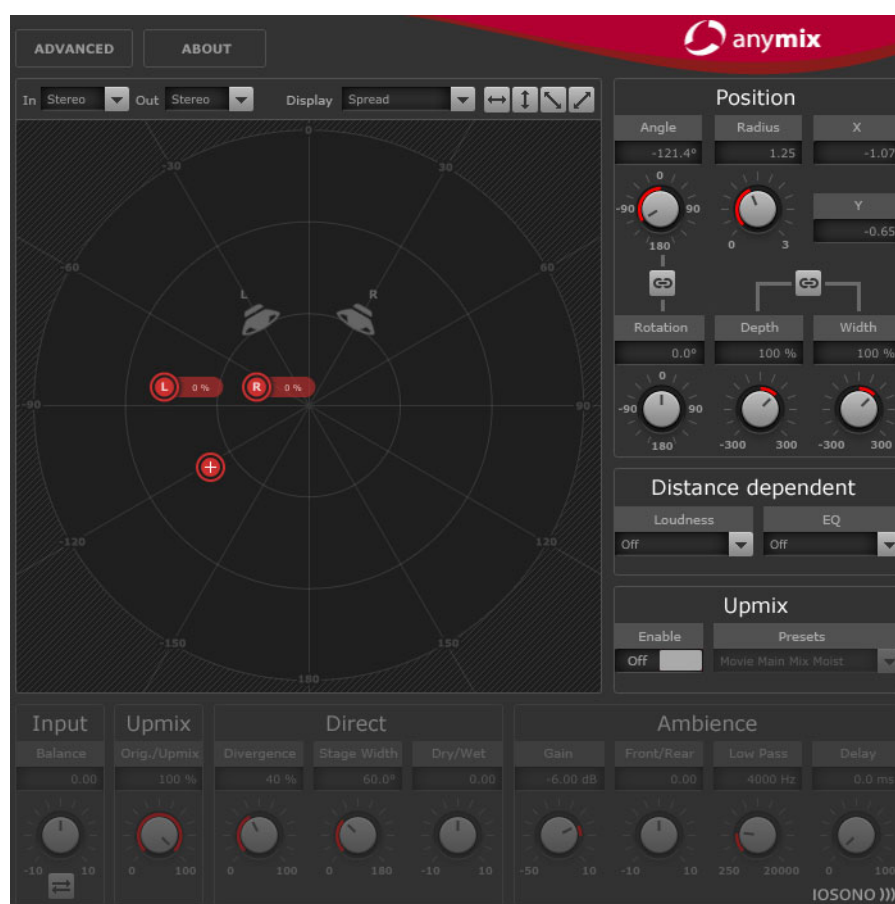 ADVANCED ABOUT anymix
In Stereo Out Stereo Display Spread
0
-30 30
-60 60
-90 90
-120 120
-150 150
180
L R
L 0 % R 0 %
Position
Angle Radius X
-121.4° 1.25 -1.07
0
-90 90
180
0 3
Y
-0.65
Rotation Depth Width
0.0° 100 % 100 %
0
-90 90
180
-300 300 -300 300
Distance dependent
Loudness EQ
Off Off
Upmix
Enable Presets
Off Movie Main Mix Moist
Input Upmix Direct Ambience
Balance Orig./Upmix Divergence Stage Width Dry/Wet Gain Front/Rear Low Pass Delay
0.00 100 % 40 % 60.0° 0.00 -6.00 dB 0.00 4000 Hz 0.0 ms
-10 10 0 100 0 100 0 180 -10 10 -50 10 -10 10 250 20000 0 100
IOSONO )))